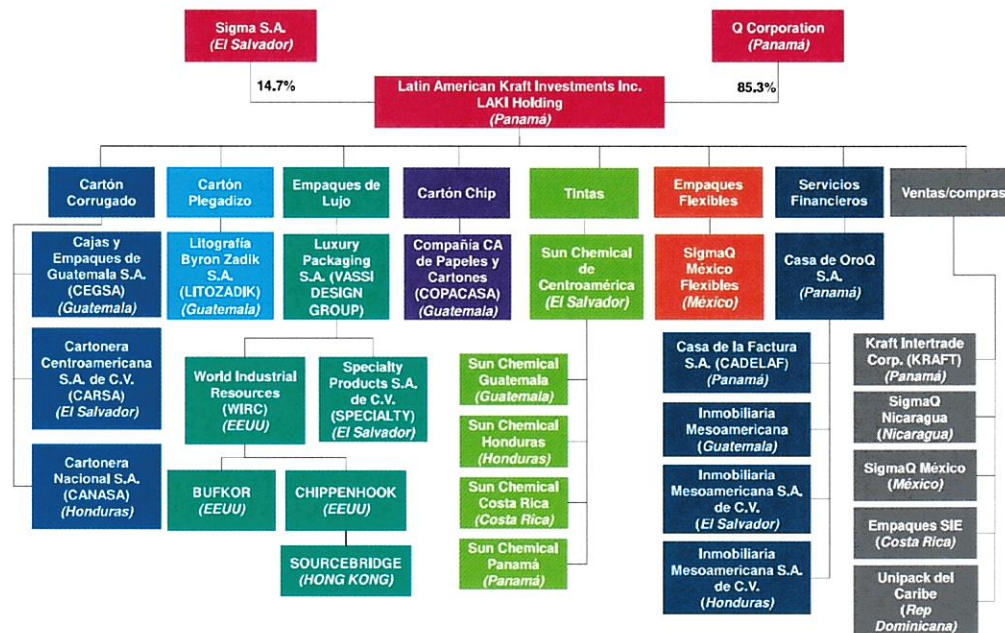 Sigma S.A.
(El Salvador)
Q Corporation
(Panamá)
14.7%
85.3%
Latin American Kraft Investments Inc.
LAKI Holding
(Panamá)
Cartón
Corrugado
Cartón
Plegadizo
Empaques de
Lujo
Cartón Chip
Tintas
Empaques
Flexibles
Servicios
Financieros
Ventas/compras
Cajas y
Empaques de
Guatemala S.A.
(CEGSA)
(Guatemala)
Litografía
Byron Zadik
S.A.
(LITOZADIK)
(Guatemala)
Luxury
Packaging
S.A. (VASSI
DESIGN
GROUP)
Compañía CA
de Papeles y
Cartones
(COPACASA)
(Guatemala)
Sun Chemical
de
Centroamérica
(El Salvador)
SigmaQ
México
Flexibles
(México)
Casa de OroQ
S.A.
(Panamá)
Cartonera
Centroamericana
S.A. de C.V.
(CARSA)
(El Salvador)
World Industrial
Resources
(WIRC)
(EEUU)
Specialty
Products S.A.
de C.V.
(SPECIALTY)
(El Salvador)
Sun Chemical
Guatemala
(Guatemala)
Casa de la Factura
S.A. (CADELAF)
(Panamá)
Kraft Intertrade
Corp. (KRAFT)
(Panamá)
SigmaQ
Nicaragua
(Nicaragua)
Sun Chemical
Honduras
(Honduras)
Inmobiliaria
Mesoamericana
(Guatemala)
SigmaQ México
(México)
Cartonera
Nacional S.A.
(CANASA)
(Honduras)
BUFKOR
(EEUU)
CHIPPENHOOK
(EEUU)
Sun Chemical
Costa Rica
(Costa Rica)
Inmobiliaria
Mesoamericana S.A.
de C.V.
(El Salvador)
Empaques SIE
(Costa Rica)
SOURCEBRIDGE
(HONG KONG)
Sun Chemical
Panamá
(Panamá)
Inmobiliaria
Mesoamericana S.A.
de C.V.
(Honduras)
Unipack del
Caribe
(Rep
Dominicana)